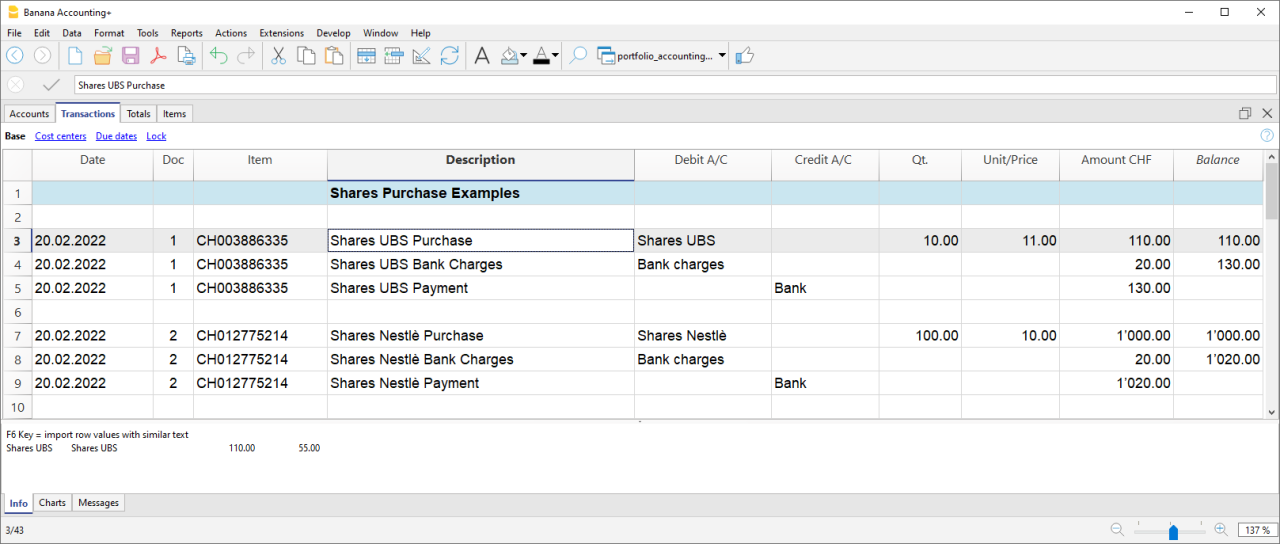 Banana Accounting+
File Edit Data Format Tools Reports Actions Extensions Develop Window Help
portfolio_accounting...
Shares UBS Purchase
Accounts Transactions Totals Items
Base Cost centers Due dates Lock
Date Doc Item Description Debit A/C Credit A/C Qt. Unit/Price Amount CHF Balance
1 Shares Purchase Examples
2
3 20.02.2022 1 CH003886335 Shares UBS Purchase Shares UBS 10.00 11.00 110.00 110.00
4 20.02.2022 1 CH003886335 Shares UBS Bank Charges Bank charges 20.00 130.00
5 20.02.2022 1 CH003886335 Shares UBS Payment Bank 130.00
6
7 20.02.2022 2 CH012775214 Shares Nestlè Purchase Shares Nestlè 100.00 10.00 1'000.00 1'000.00
8 20.02.2022 2 CH012775214 Shares Nestlè Bank Charges Bank charges 20.00 1'020.00
9 20.02.2022 2 CH012775214 Shares Nestlè Payment Bank 1'020.00
10
F6 Key = import row values with similar text
Shares UBS Shares UBS 110.00 55.00
Info Charts Messages
3/43 137 %